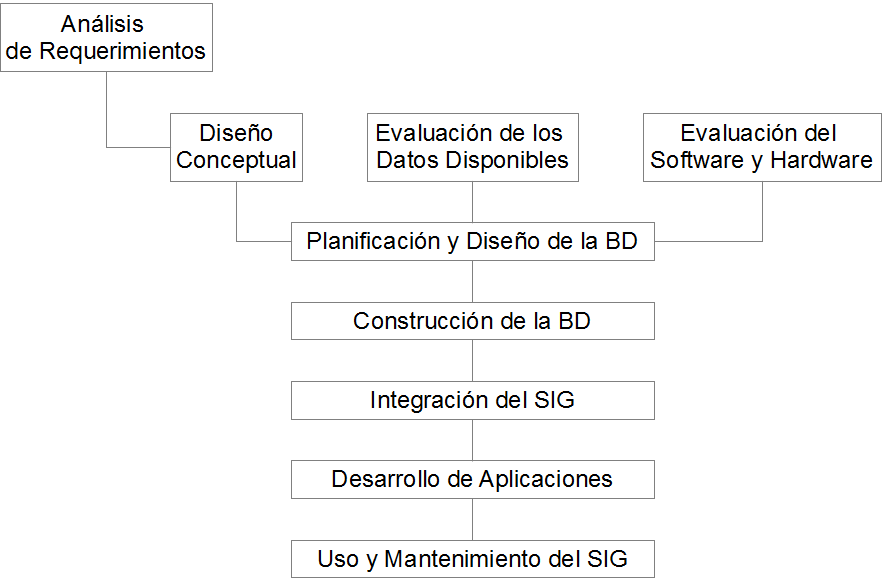 Análisis
de Requerimientos
Diseño
Conceptual
Evaluación de los
Datos Disponibles
Evaluación del
Software y Hardware
Planificación y Diseño de la BD
Construcción de la BD
Integración del SIG
Desarrollo de Aplicaciones
Uso y Mantenimiento del SIG